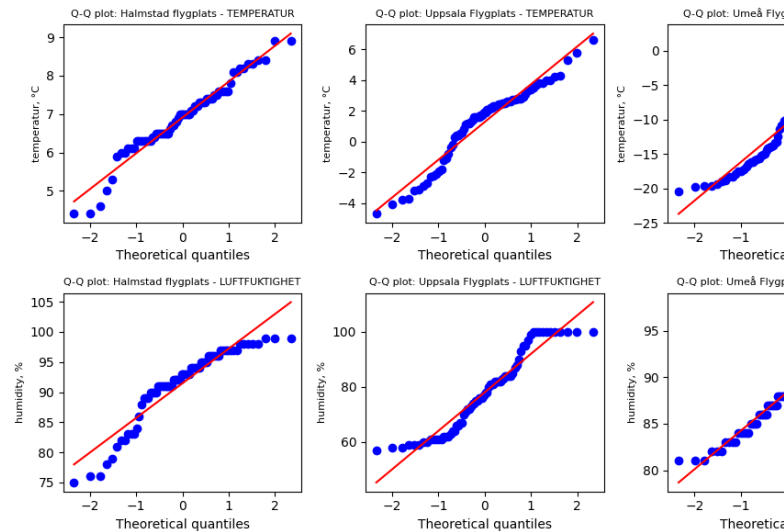 Q-Q plot: Halmstad flygplats - TEMPERATUR
Q-Q plot: Uppsala Flygplats - TEMPERATUR
Q-Q plot: Umeå
9
8
7
6
5
temperatur, °C
−2 −1 0 1 2
Theoretical quantiles
6
4
2
0
−2
−4
temperatur, °C
−2 −1 0 1 2
Theoretical quantiles
0
−5
−10
−15
−20
−25
temperatur, °C
−2 −1
Theoretical
Q-Q plot: Halmstad flygplats - LUFTFUKTIGHET
Q-Q plot: Uppsala Flygplats - LUFTFUKTIGHET
Q-Q plot: Umeå
105
100
95
90
85
80
75
humidity, %
−2 −1 0 1 2
Theoretical quantiles
100
80
60
humidity, %
−2 −1 0 1 2
Theoretical quantiles
95
90
85
80
humidity, %
−2 −1
Theoretical